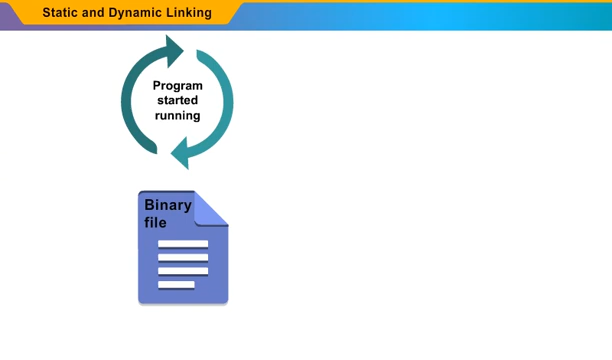 Static and Dynamic Linking
Program
started
running
Binary
file